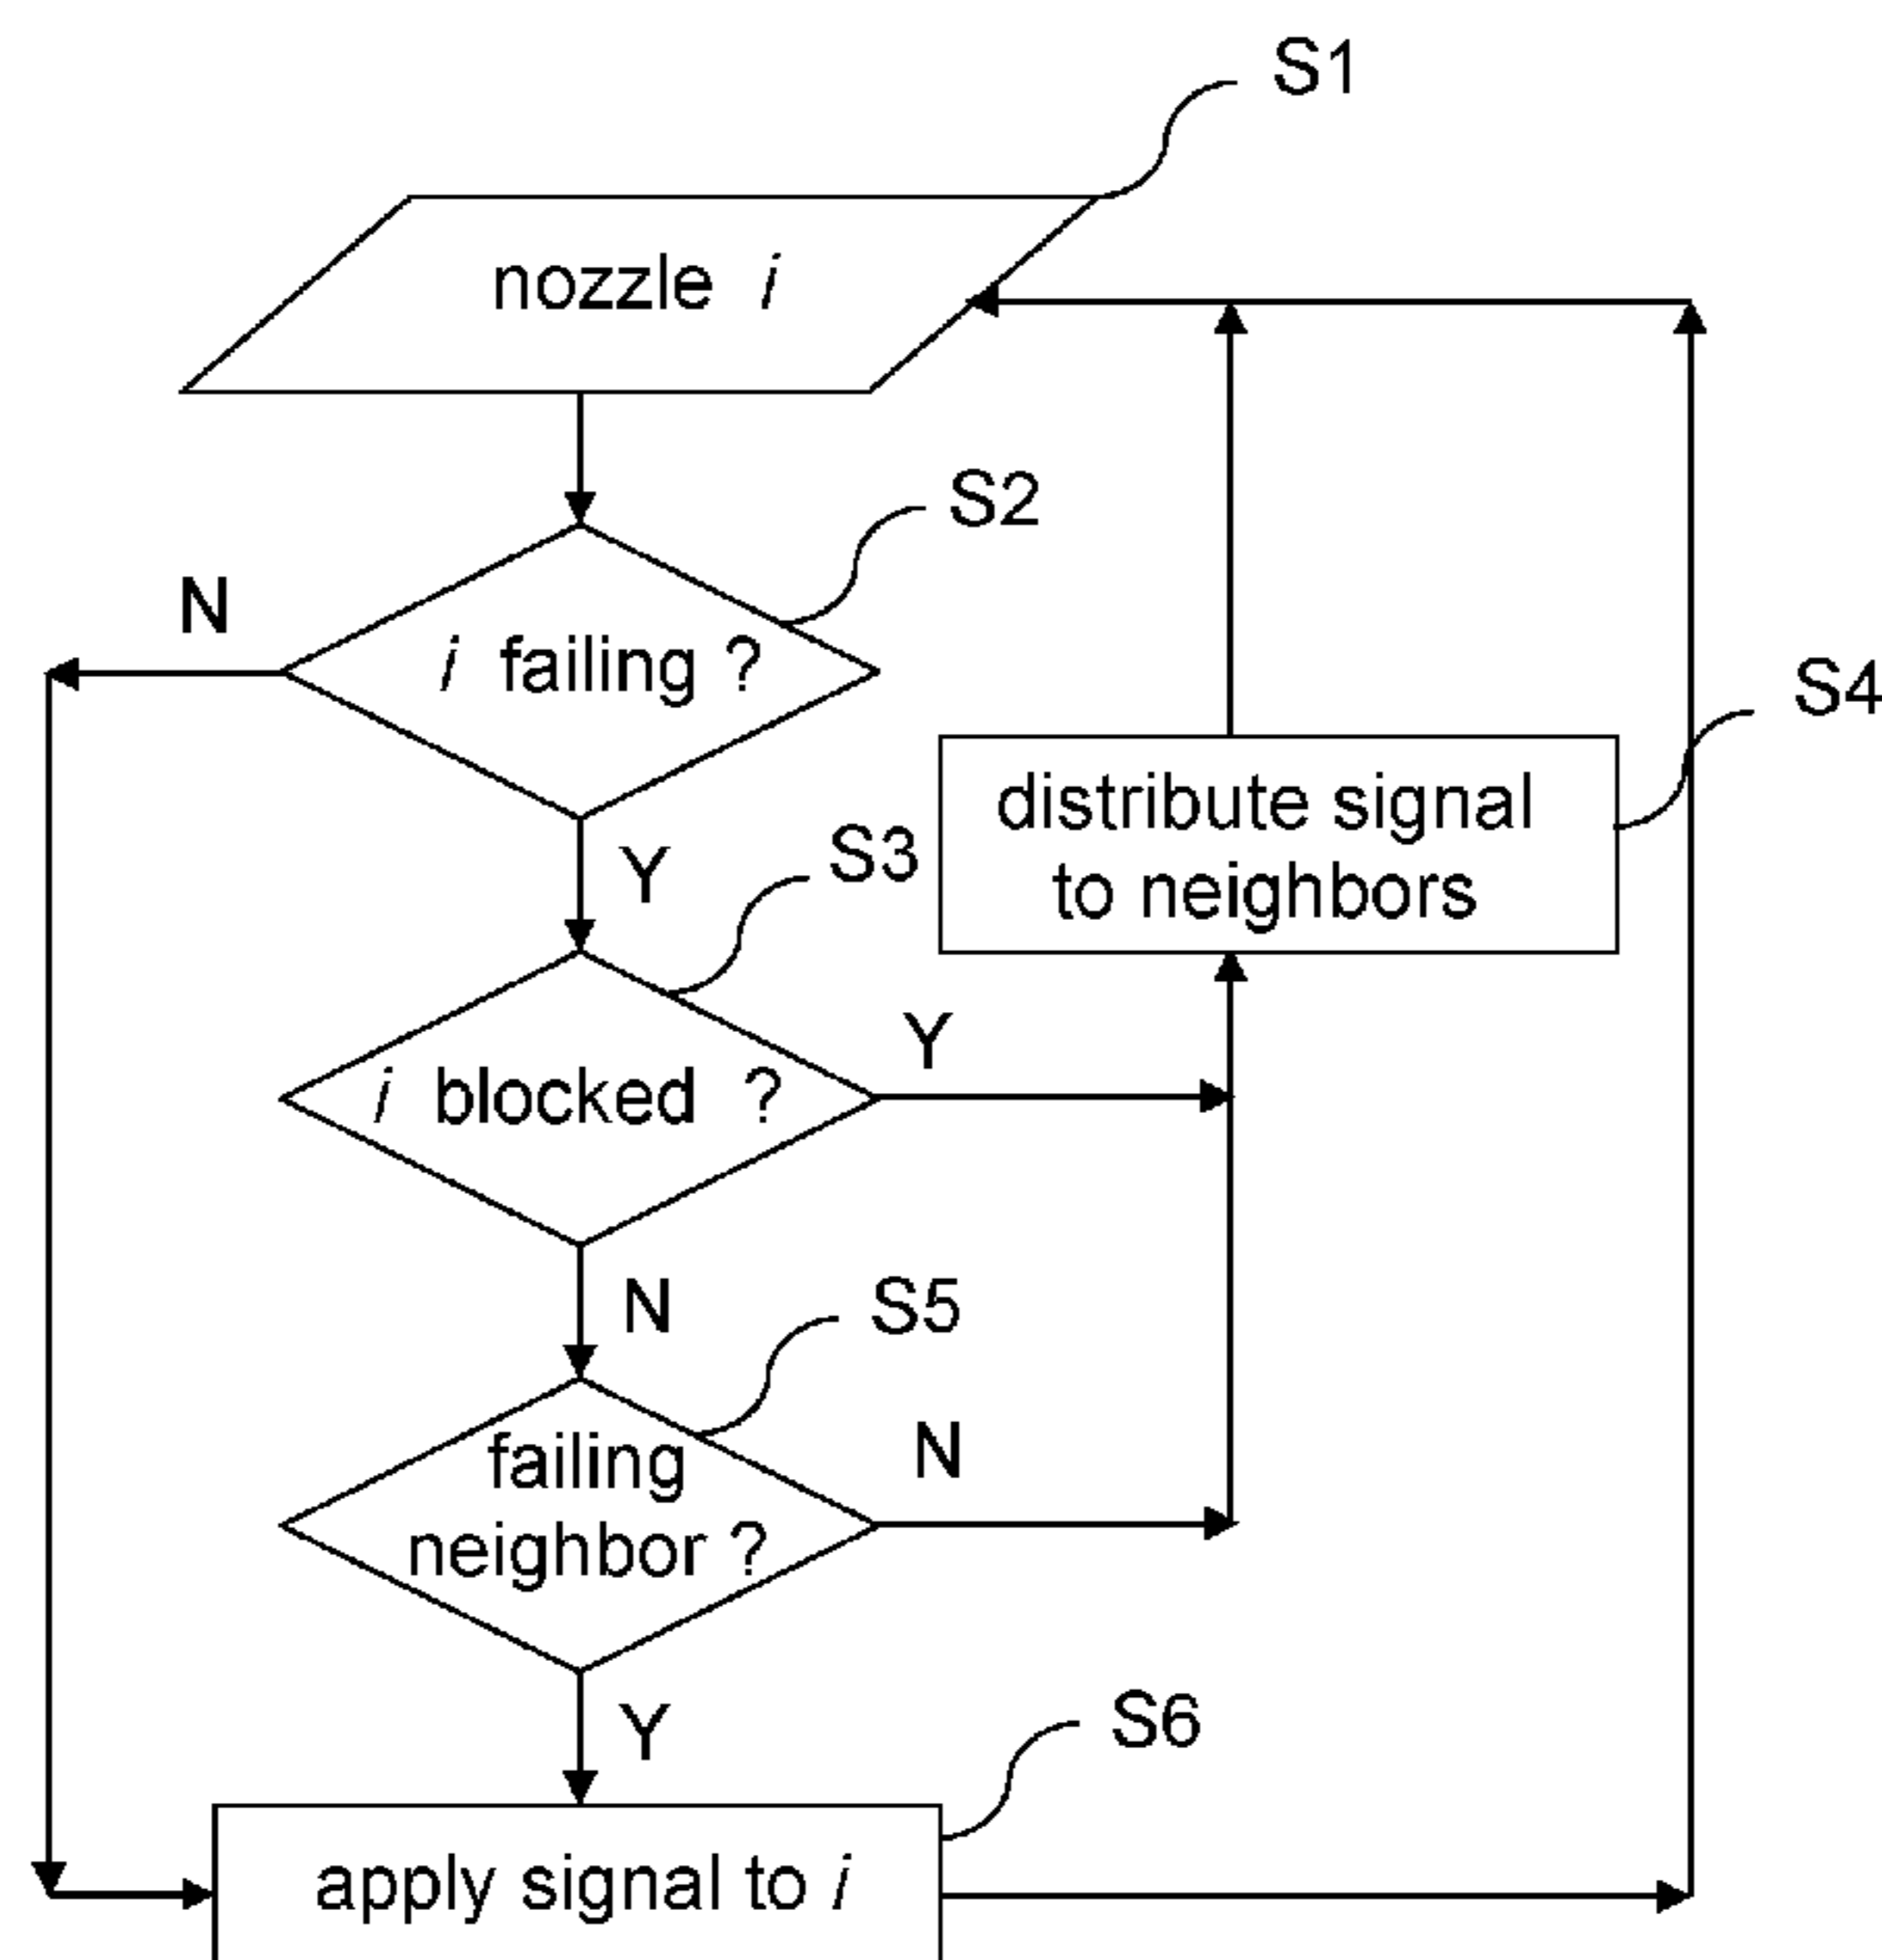 S1
nozzle i
S2
N
i failing ?
S4
distribute signal
to neighbors
Y
S3
i blocked ?
Y
N
S5
failing
neighbor ?
N
Y
S6
apply signal to i